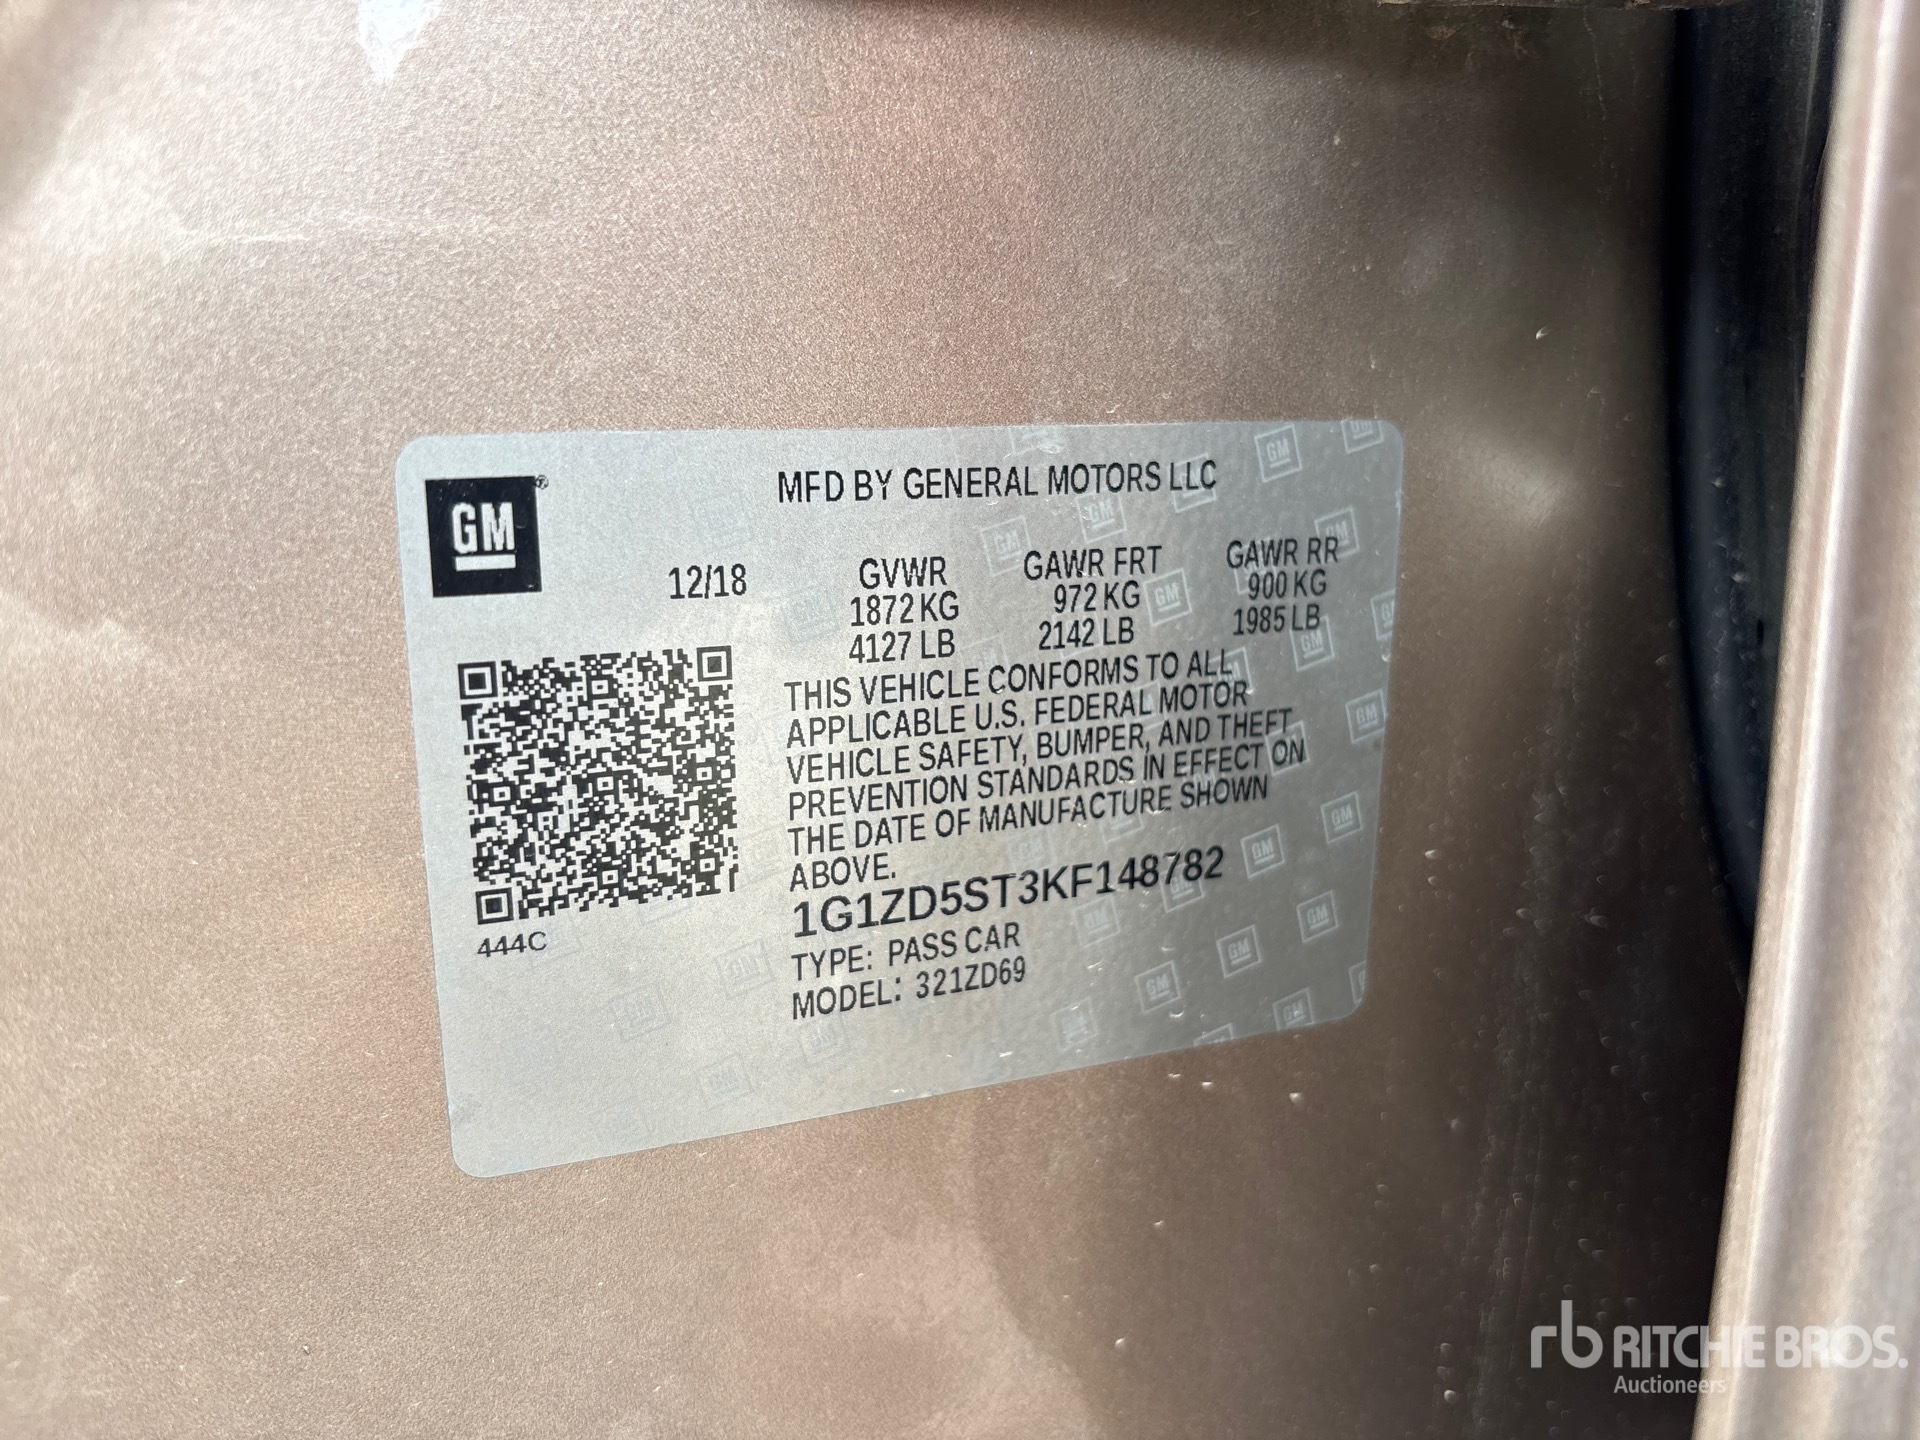 GM®
MFD BY GENERAL MOTORS LLC
12/18 GVWR GAWR FRT GAWR RR
1872 KG 972 KG 900 KG
4127 LB 2142 LB 1985 LB
THIS VEHICLE CONFORMS TO ALL
APPLICABLE U.S. FEDERAL MOTOR
VEHICLE SAFETY, BUMPER, AND THEFT
PREVENTION STANDARDS IN EFFECT ON
THE DATE OF MANUFACTURE SHOWN
ABOVE.
1G1ZD5ST3KF148782
TYPE: PASS CAR
MODEL: 321ZD69
444C
rb RITCHIE BROS.
Auctioneers